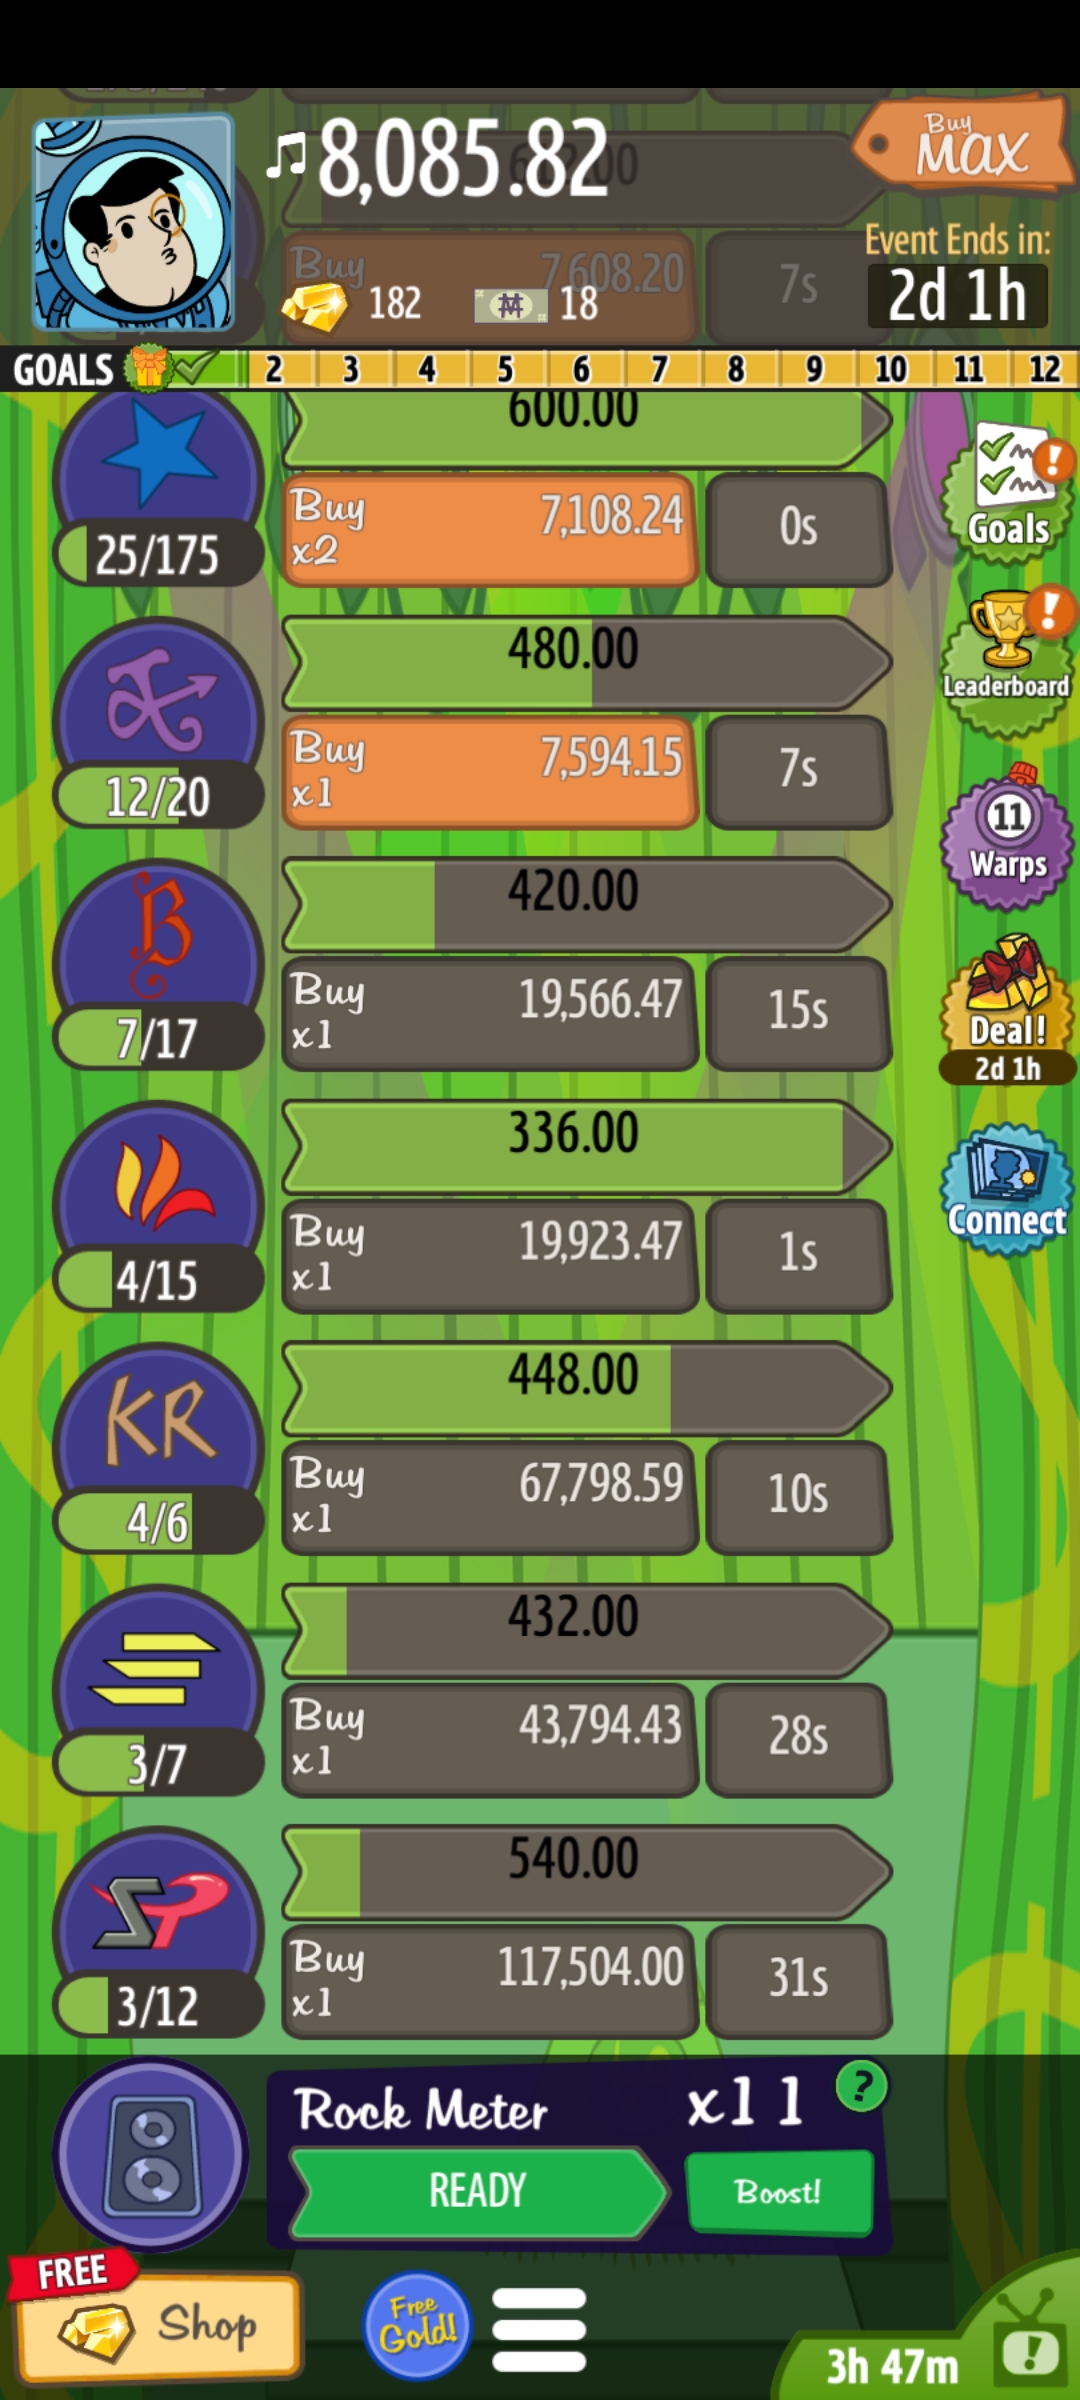 ♫8,085.82
Buy
MAX
Event Ends in:
2d 1h
Buy 7,608.20 7s
182 18
GOALS 2 3 4 5 6 7 8 9 10 11 12
600.00
25/175
Buy 7,108.24
x2
0s
Goals
480.00
12/20
Buy 7,594.15
x1
7s
Leaderboard
11
Warps
420.00
B
7/17
Buy 19,566.47
x1
15s
Deal!
2d 1h
336.00
4/15
Buy 19,923.47
x1
1s
Connect
448.00
KR
4/6
Buy 67,798.59
x1
10s
432.00
3/7
Buy 43,794.43
x1
28s
540.00
SP
3/12
Buy 117,504.00
x1
31s
Rock Meter x11 ?
READY Boost!
FREE
Shop
Free
Gold!
3h 47m